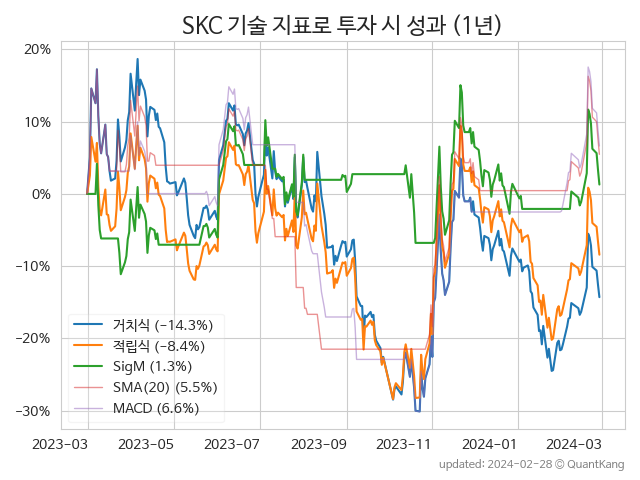 SKC 기술 지표로 투자 시 성과 (1년)
20%
10%
0%
−10%
−20%
−30%
거치식 (−14.3%)
적립식 (−8.4%)
SigM (1.3%)
SMA(20) (5.5%)
MACD (6.6%)
2023−03
2023−05
2023−07
2023−09
2023−11
2024−01
2024−03
updated: 2024−02−28 © QuantKang